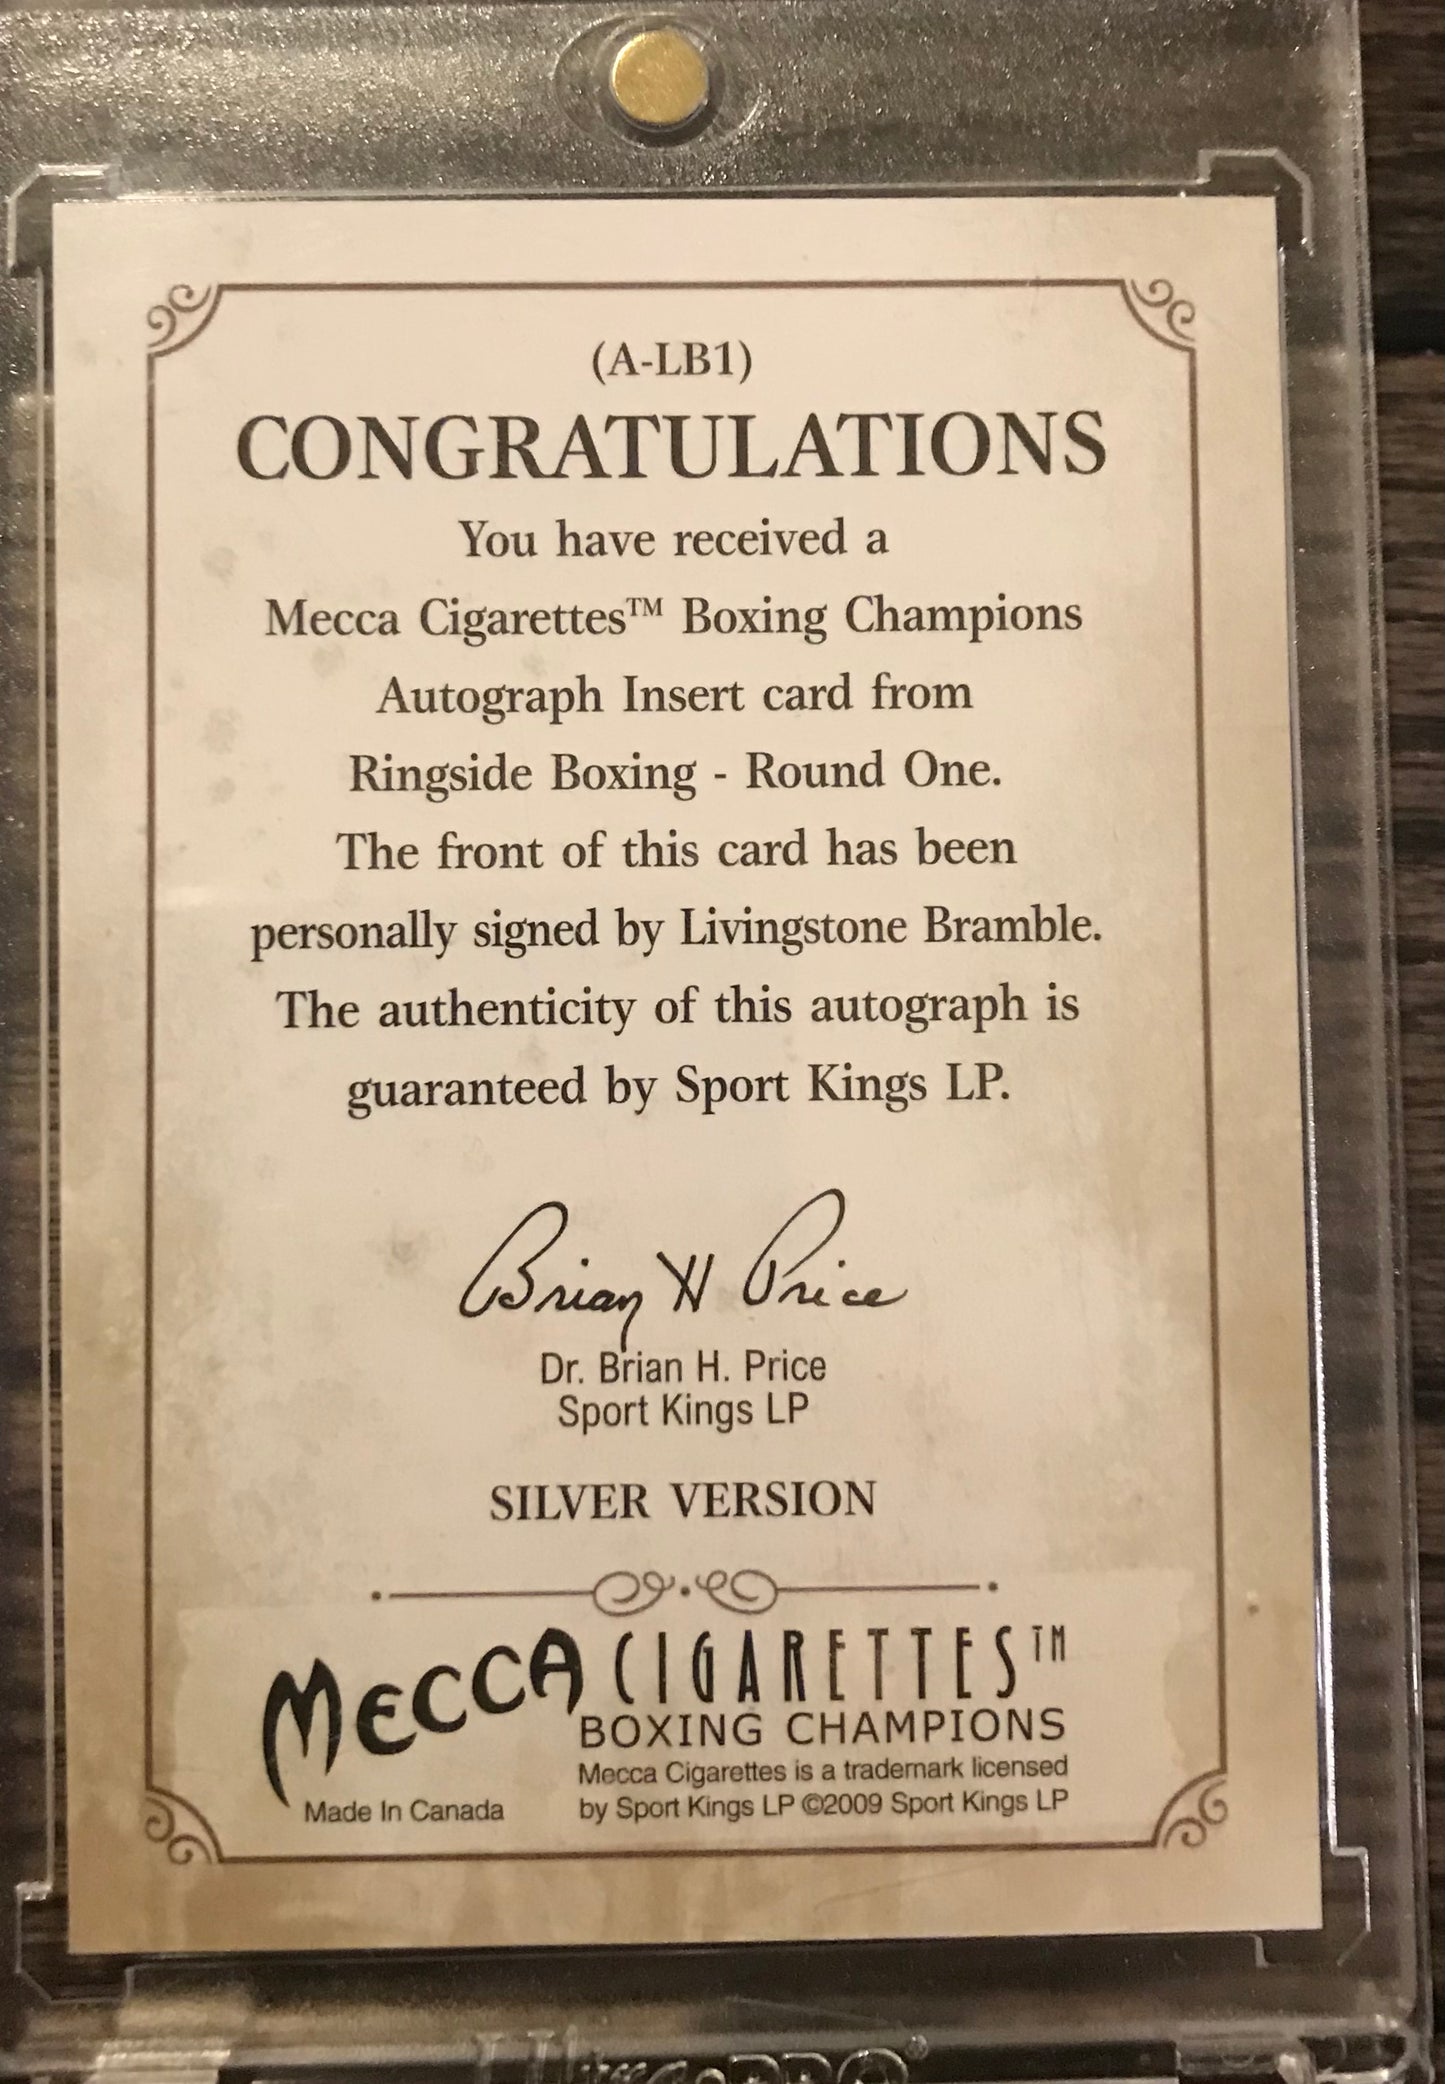 (A-LB1)
CONGRATULATIONS
You have received a
Mecca Cigarettes™ Boxing Champions
Autograph Insert card from
Ringside Boxing - Round One.
The front of this card has been
personally signed by Livingstone Bramble.
The authenticity of this autograph is
guaranteed by Sport Kings LP.
Brian H Price
Dr. Brian H. Price
Sport Kings LP
SILVER VERSION
MECCA CIGARETTES™
BOXING CHAMPIONS
Mecca Cigarettes is a trademark licensed
by Sport Kings LP ©2009 Sport Kings LP
Made In Canada